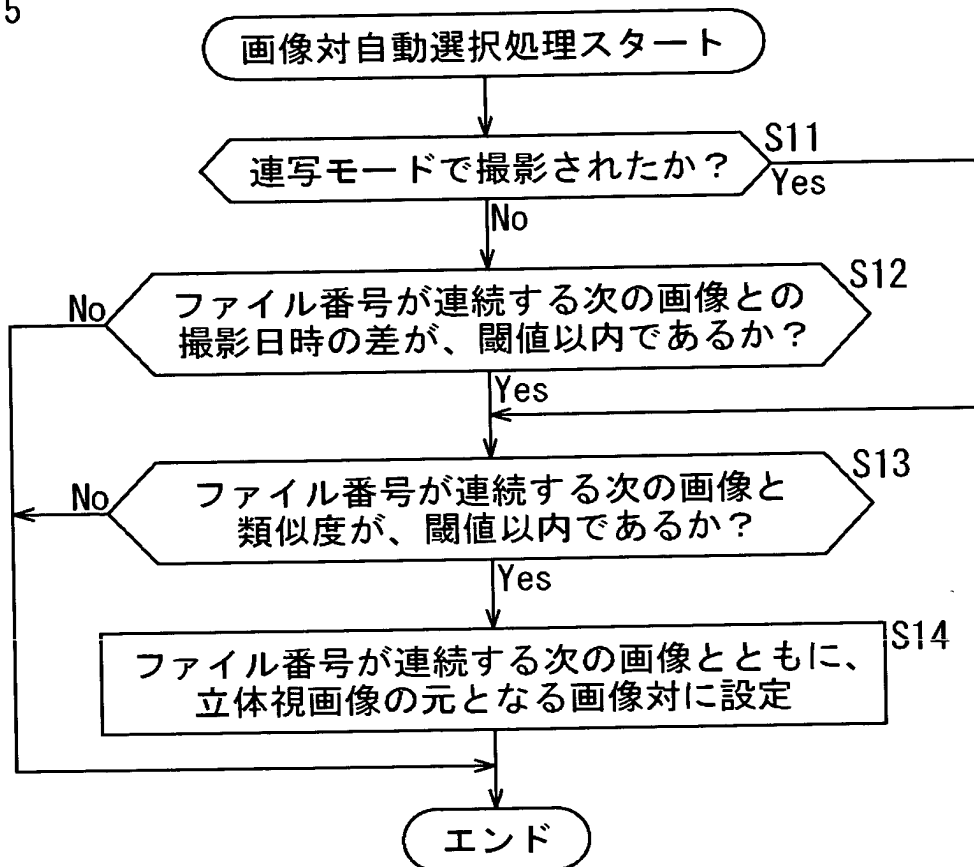 5
画像対自動選択処理スタート
S11
連写モードで撮影されたか？
Yes
No
S12
No
ファイル番号が連続する次の画像との
撮影日時の差が、閾値以内であるか？
Yes
S13
No
ファイル番号が連続する次の画像と
類似度が、閾値以内であるか？
Yes
S14
ファイル番号が連続する次の画像とともに、
立体視画像の元となる画像対に設定
エンド